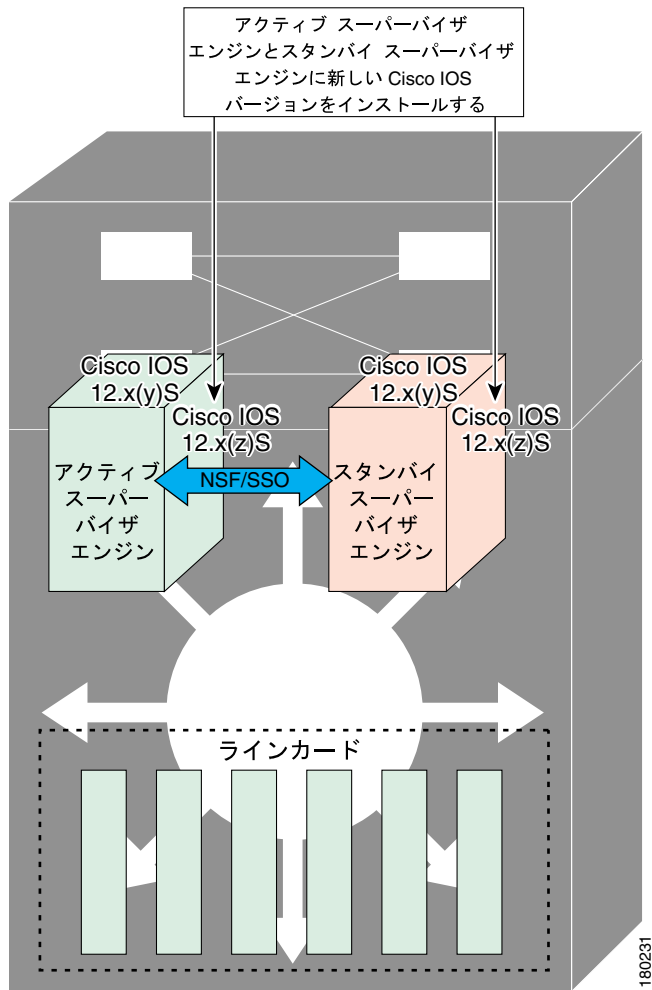 アクティブ スーパーバイザ
エンジンとスタンバイ スーパーバイザ
エンジンに新しい Cisco IOS
バージョンをインストールする
Cisco IOS
12.x(y)S
Cisco IOS
12.x(z)S
アクティブ
スーパー
バイザ
エンジン
NSF/SSO
Cisco IOS
12.x(y)S
Cisco IOS
12.x(z)S
スタンバイ
スーパー
バイザ
エンジン
ラインカード
180231